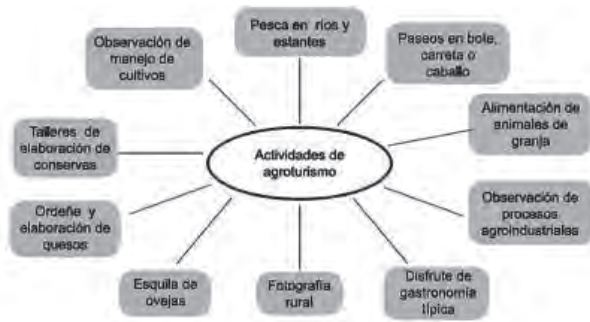 Pesca en ríos y
estantes
Observación de
manejo de
cultivos
Paseos en bote,
carreta o
caballo
Alimentación de
animales de
granja
Talleres de
elaboración de
conservas
Actividades de
agroturismo
Ordeñe y
elaboración de
quesos
Observación de
procesos
agroindustriales
Esquila de
ovejas
Fotografía
rural
Disfrute de
gastronomía
típica